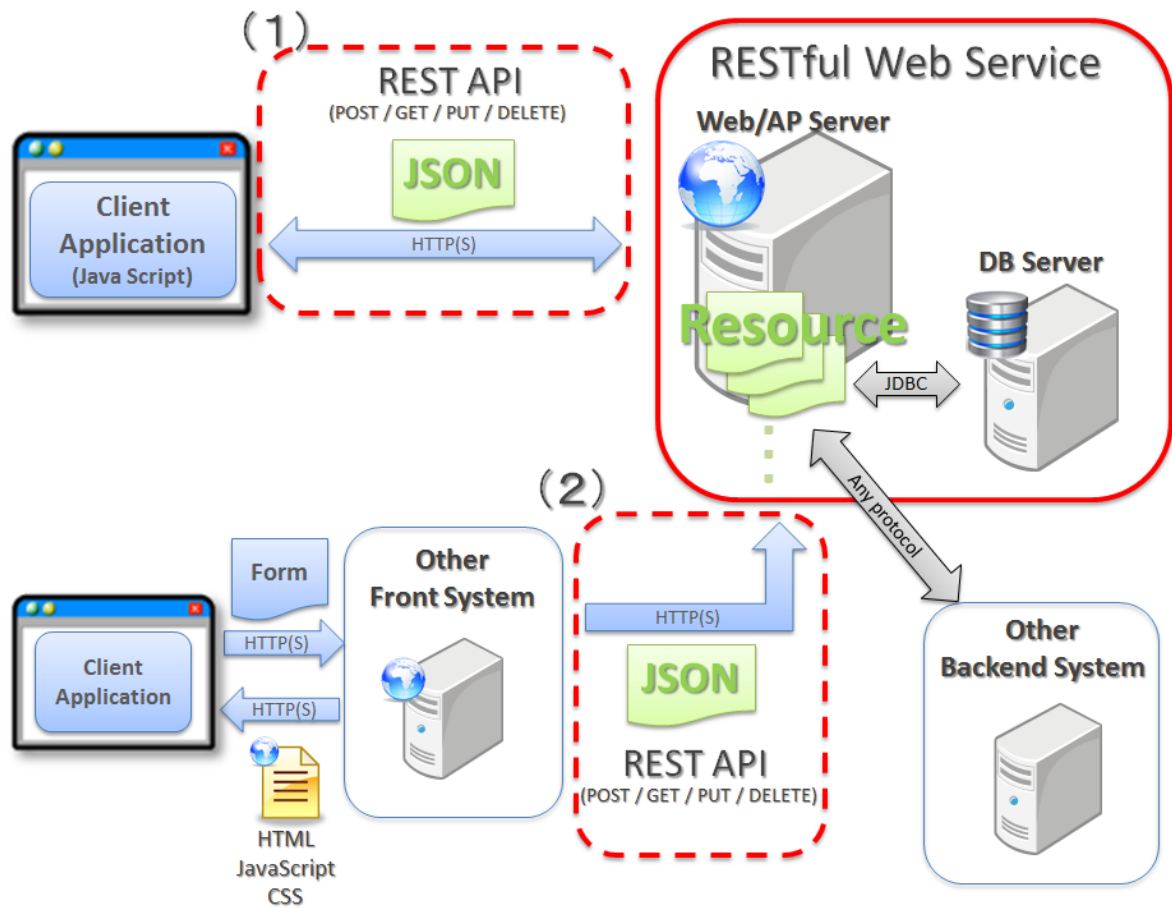 （1）
REST API
(POST / GET / PUT / DELETE)
JSON
HTTP(S)
Client
Application
(Java Script)
RESTful Web Service
Web/AP Server
DB Server
Resource
JDBC
Any protocol
（2）
Form
HTTP(S)
HTTP(S)
Client
Application
HTML
JavaScript
CSS
Other
Front System
HTTP(S)
JSON
REST API
(POST / GET / PUT / DELETE)
Other
Backend System